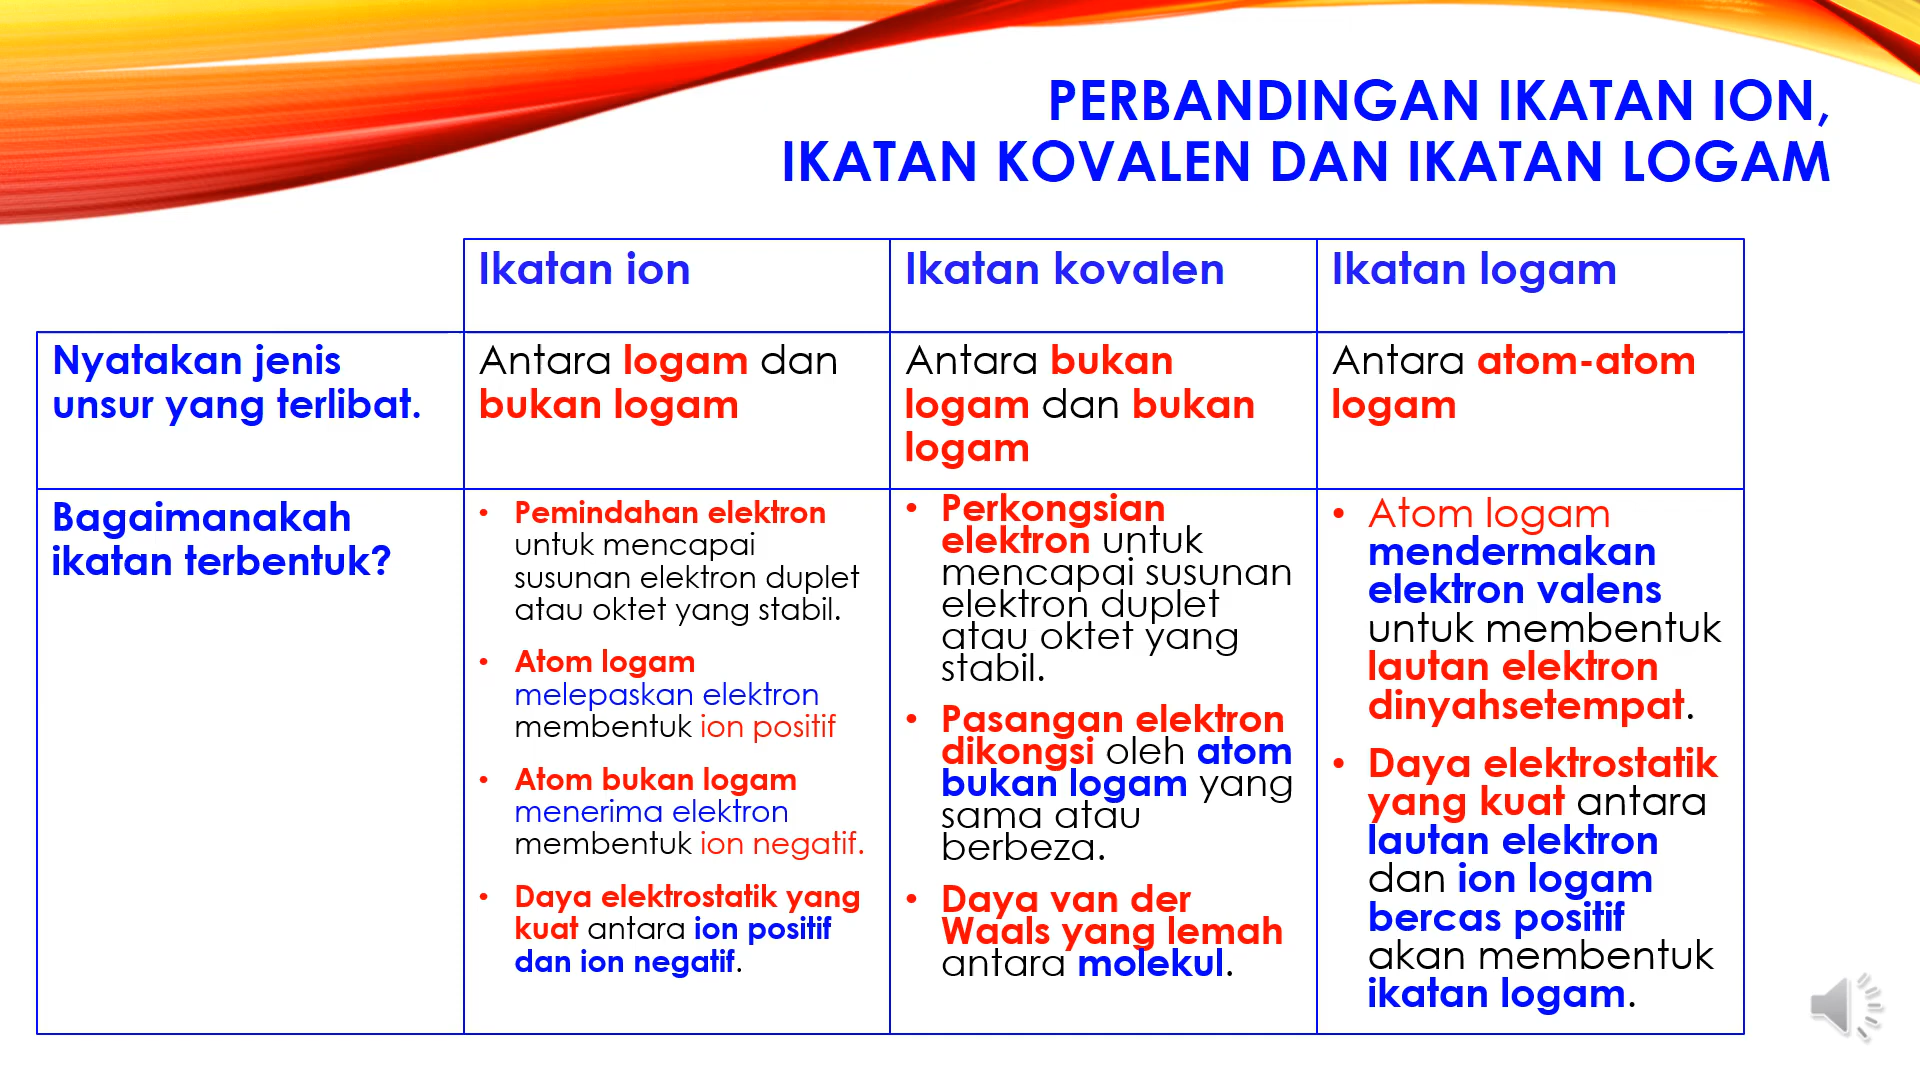 PERBANDINGAN IKATAN ION,
IKATAN KOVALEN DAN IKATAN LOGAM
Ikatan ion
Ikatan kovalen
Ikatan logam
Nyatakan jenis
unsur yang terlibat.
Antara logam dan
bukan logam
Antara bukan
logam dan bukan
logam
Antara atom-atom
logam
Bagaimanakah
ikatan terbentuk?
• Pemindahan elektron
untuk mencapai
susunan elektron duplet
atau oktet yang stabil.
• Atom logam
melepaskan elektron
membentuk ion positif
• Atom bukan logam
menerima elektron
membentuk ion negatif.
• Daya elektrostatik yang
kuat antara ion positif
dan ion negatif.
• Perkongsian
elektron untuk
mencapai susunan
elektron duplet
atau oktet yang
stabil.
• Pasangan elektron
dikongsi oleh atom
bukan logam yang
sama atau
berbeza.
• Daya van der
Waals yang lemah
antara molekul.
• Atom logam
mendermakan
elektron valens
untuk membentuk
lautan elektron
dinyahsetempat.
• Daya elektrostatik
yang kuat antara
lautan elektron
dan ion logam
bercas positif
akan membentuk
ikatan logam.